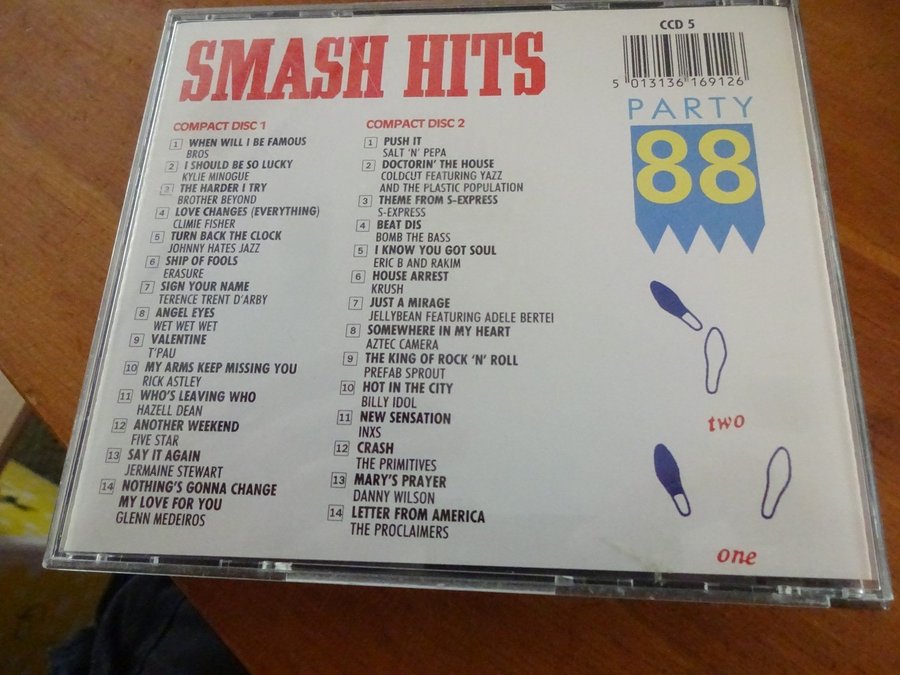 SMASH HITS
CCD 5
5 013136 169126
PARTY
88
COMPACT DISC 1
1 WHEN WILL I BE FAMOUS
BROS
2 I SHOULD BE SO LUCKY
KYLIE MINOGUE
3 THE HARDER I TRY
BROTHER BEYOND
4 LOVE CHANGES (EVERYTHING)
CLIMIE FISHER
5 TURN BACK THE CLOCK
JOHNNY HATES JAZZ
6 SHIP OF FOOLS
ERASURE
7 SIGN YOUR NAME
TERENCE TRENT D'ARBY
8 ANGEL EYES
WET WET WET
9 VALENTINE
T'PAU
10 MY ARMS KEEP MISSING YOU
RICK ASTLEY
11 WHO'S LEAVING WHO
HAZELL DEAN
12 ANOTHER WEEKEND
FIVE STAR
13 SAY IT AGAIN
JERMAINE STEWART
14 NOTHING'S GONNA CHANGE
MY LOVE FOR YOU
GLENN MEDEIROS
COMPACT DISC 2
1 PUSH IT
SALT 'N' PEPA
2 DOCTORIN' THE HOUSE
COLDCUT FEATURING YAZZ
AND THE PLASTIC POPULATION
3 THEME FROM S-EXPRESS
S-EXPRESS
4 BEAT DIS
BOMB THE BASS
5 I KNOW YOU GOT SOUL
ERIC B AND RAKIM
6 HOUSE ARREST
KRUSH
7 JUST A MIRAGE
JELLYBEAN FEATURING ADELE BERTEI
8 SOMEWHERE IN MY HEART
AZTEC CAMERA
9 THE KING OF ROCK 'N' ROLL
PREFAB SPROUT
10 HOT IN THE CITY
BILLY IDOL
11 NEW SENSATION
INXS
12 CRASH
THE PRIMITIVES
13 MARY'S PRAYER
DANNY WILSON
14 LETTER FROM AMERICA
THE PROCLAIMERS
two
one